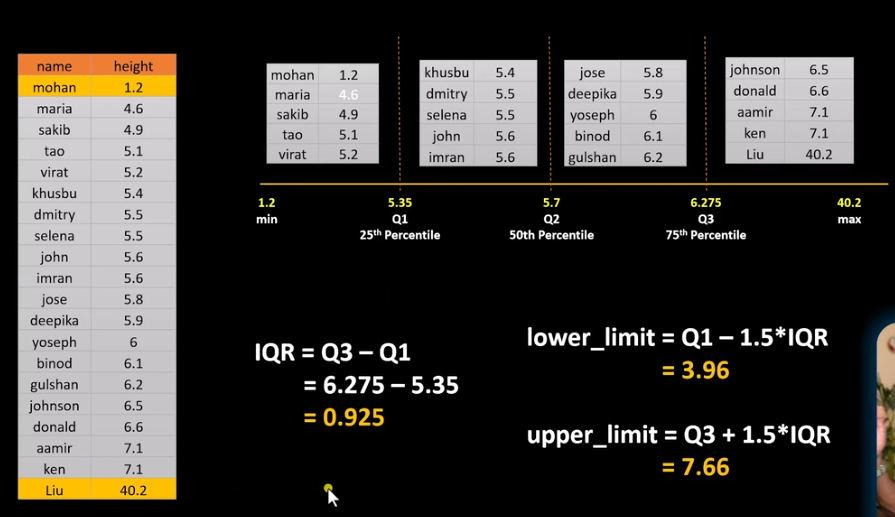 name height
mohan 1.2
maria 4.6
sakib 4.9
tao 5.1
virat 5.2
khusbu 5.4
dmitry 5.5
selena 5.5
john 5.6
imran 5.6
jose 5.8
deepika 5.9
yoseph 6
binod 6.1
gulshan 6.2
johnson 6.5
donald 6.6
aamir 7.1
ken 7.1
Liu 40.2
mohan 1.2
maria 4.6
sakib 4.9
tao 5.1
virat 5.2
khusbu 5.4
dmitry 5.5
selena 5.5
john 5.6
imran 5.6
jose 5.8
deepika 5.9
yoseph 6
binod 6.1
gulshan 6.2
johnson 6.5
donald 6.6
aamir 7.1
ken 7.1
Liu 40.2
1.2
min
5.35
Q1
25th Percentile
5.7
Q2
50th Percentile
6.275
Q3
75th Percentile
40.2
max
IQR = Q3 – Q1
= 6.275 – 5.35
= 0.925
lower_limit = Q1 – 1.5*IQR
= 3.96
upper_limit = Q3 + 1.5*IQR
= 7.66